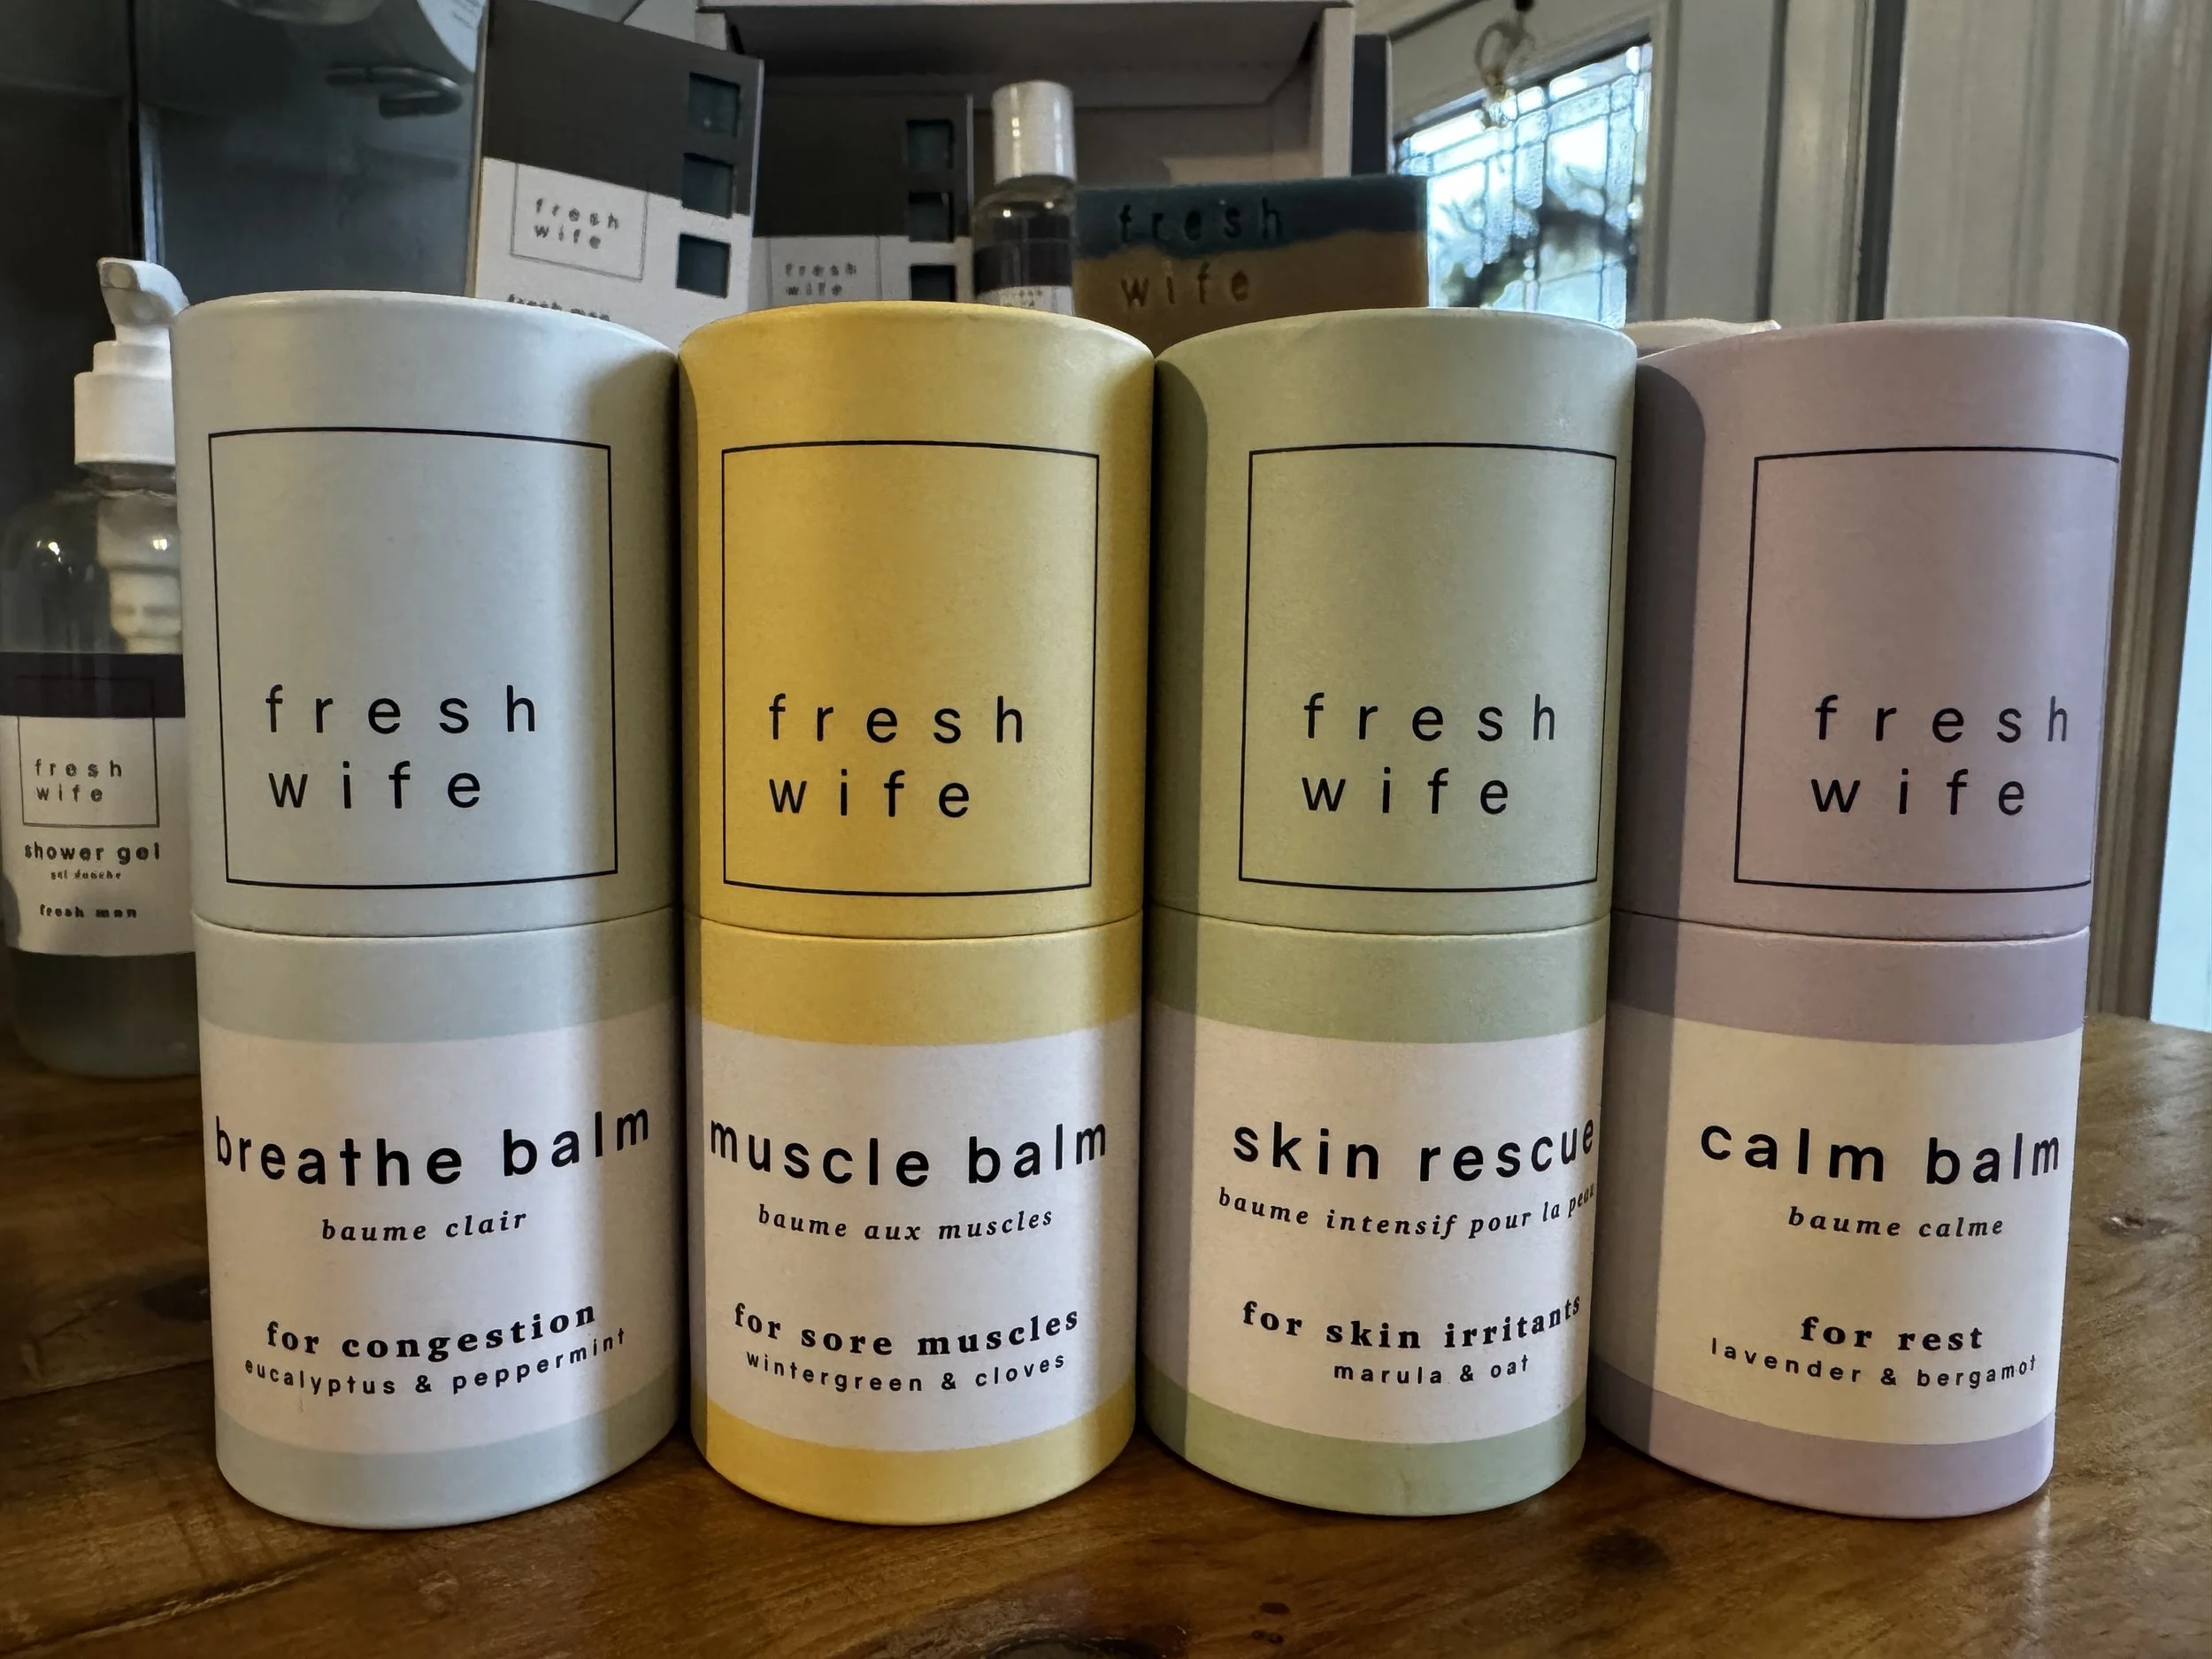 fresh
wife
fresh
wife
fresh
wife
fresh
wife
shower gel
gel douche
fresh man
fresh
wife
breathe balm
baume clair
for congestion
eucalyptus & peppermint
fresh
wife
muscle balm
baume aux muscles
for sore muscles
wintergreen & cloves
fresh
wife
skin rescue
baume intensif pour la peau
for skin irritants
marula & oat
fresh
wife
calm balm
baume calme
for rest
lavender & bergamot